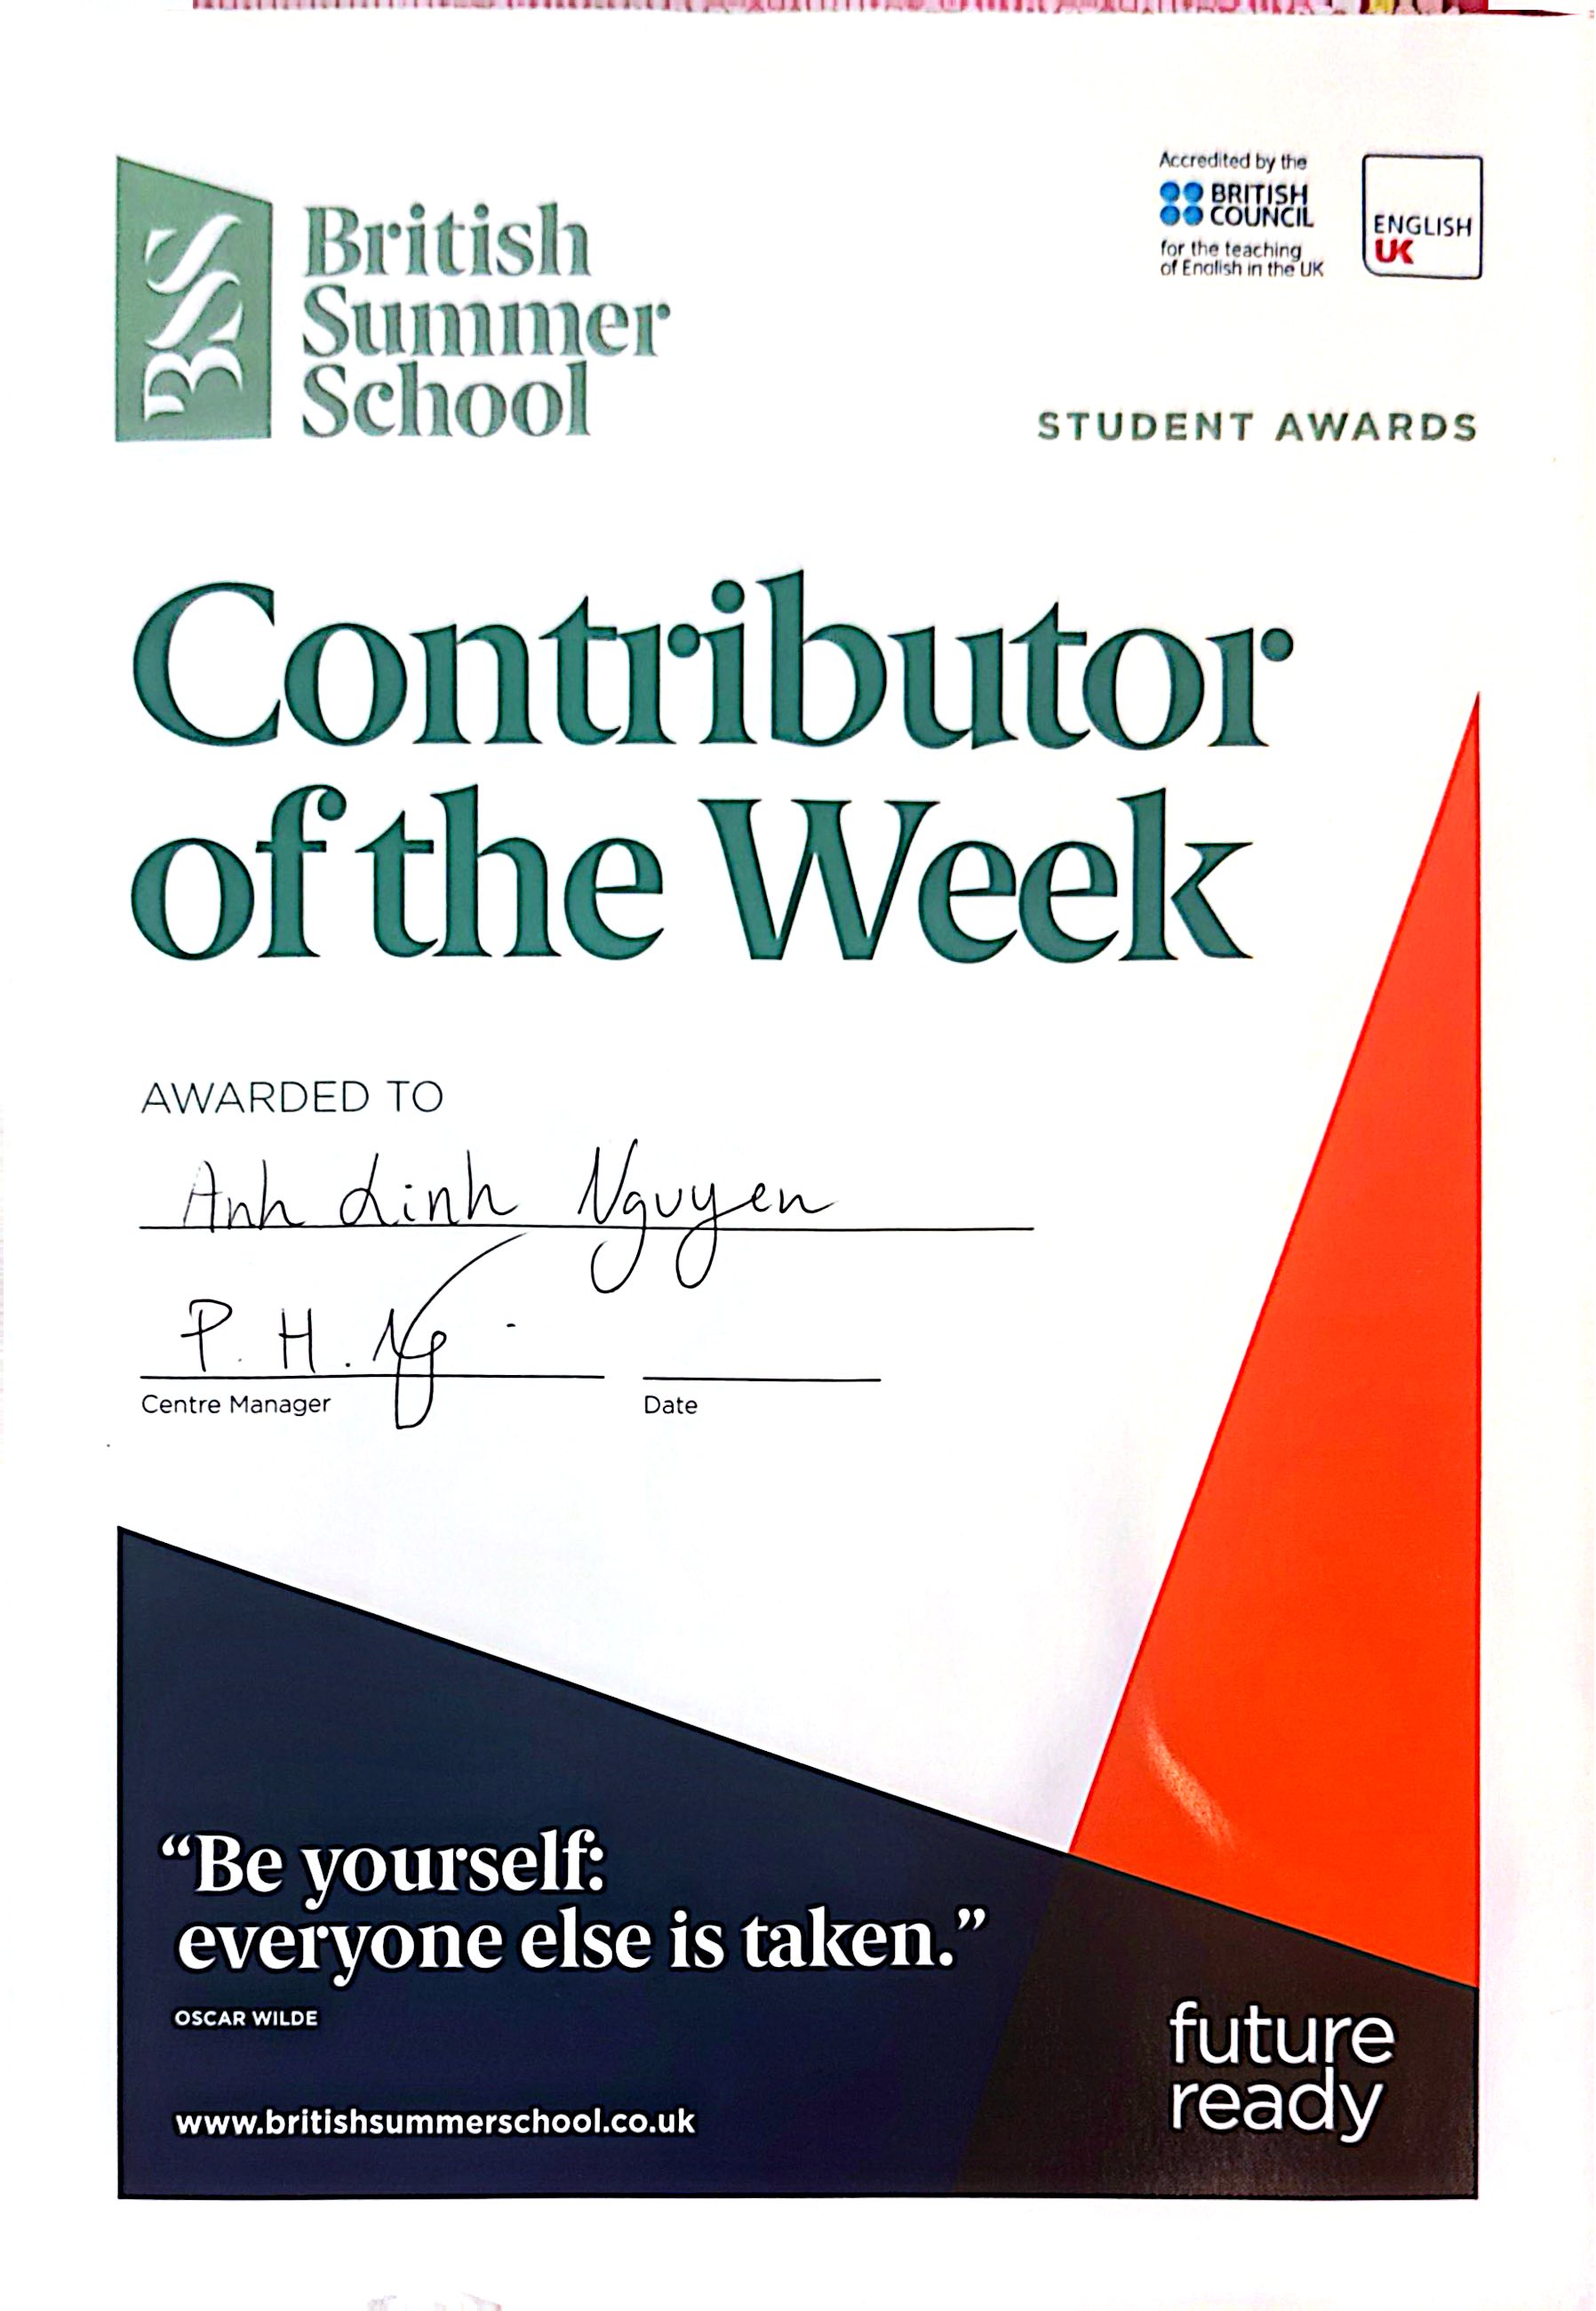 BSS
British
Summer
School
Accredited by the
BRITISH
COUNCIL
for the teaching
of English in the UK
ENGLISH
UK
STUDENT AWARDS
Contributor
of the Week
AWARDED TO
Anh Linh Nguyen
P. H. Ng
Centre Manager
Date
“Be yourself:
everyone else is taken.”
OSCAR WILDE
www.britishsummerschool.co.uk
future
ready